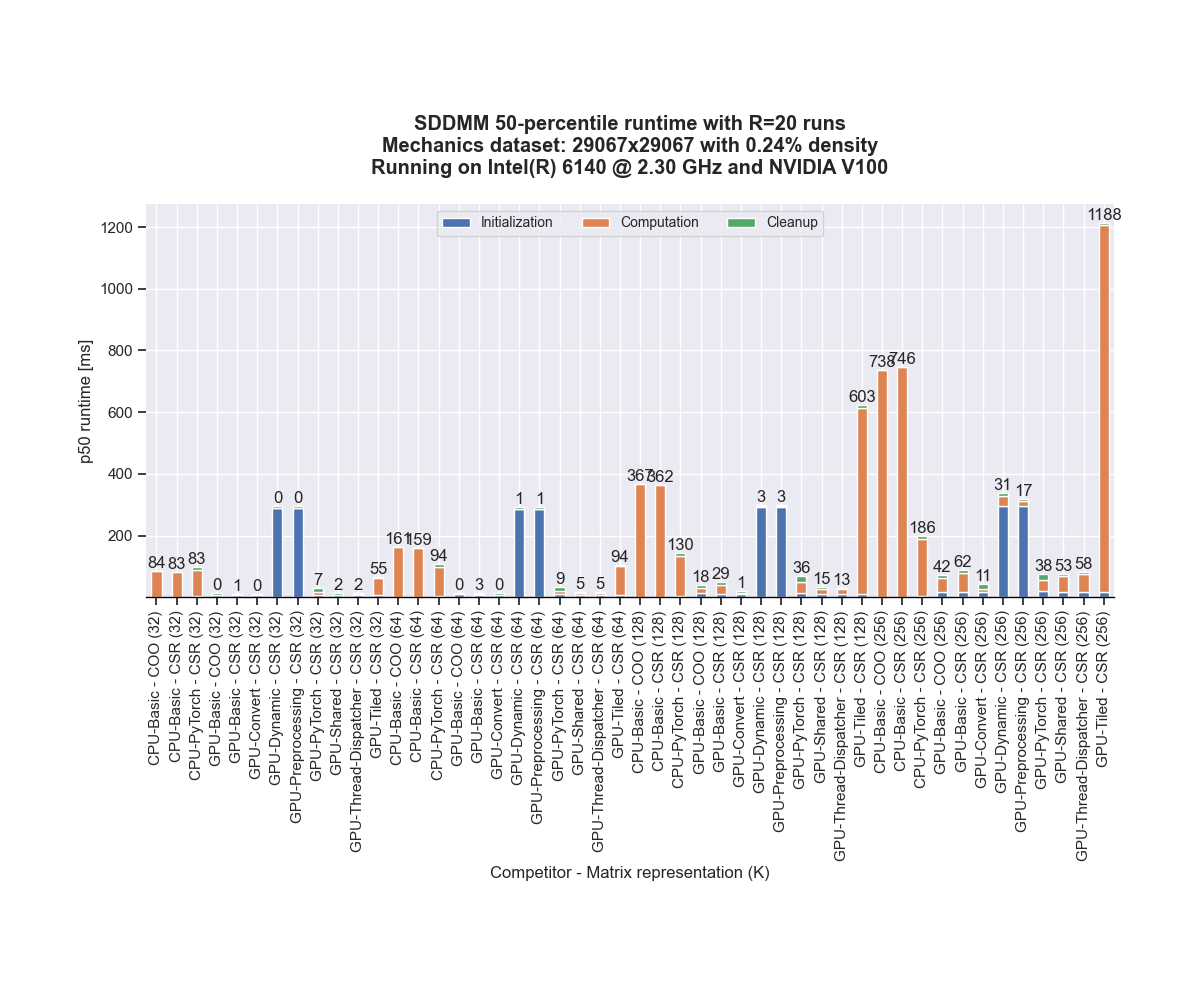 SDDMM 50-percentile runtime with R=20 runs
Mechanics dataset: 29067x29067 with 0.24% density
Running on Intel(R) 6140 @ 2.30 GHz and NVIDIA V100
Initialization Computation Cleanup
p50 runtime [ms]
1200
1000
800
600
400
200
84
83
83
0
1
0
0
0
7
2
2
55
161
159
94
0
3
0
1
1
9
5
5
94
367
362
130
18
29
1
3
3
36
15
13
603
738
746
186
42
62
11
31
17
38
53
58
1188
CPU-Basic - COO (32)
CPU-Basic - CSR (32)
CPU-PyTorch - CSR (32)
GPU-Basic - COO (32)
GPU-Basic - CSR (32)
GPU-Convert - CSR (32)
GPU-Dynamic - CSR (32)
GPU-Preprocessing - CSR (32)
GPU-PyTorch - CSR (32)
GPU-Shared - CSR (32)
GPU-Thread-Dispatcher - CSR (32)
GPU-Tiled - CSR (32)
CPU-Basic - COO (64)
CPU-Basic - CSR (64)
CPU-PyTorch - CSR (64)
GPU-Basic - COO (64)
GPU-Basic - CSR (64)
GPU-Convert - CSR (64)
GPU-Dynamic - CSR (64)
GPU-Preprocessing - CSR (64)
GPU-PyTorch - CSR (64)
GPU-Shared - CSR (64)
GPU-Thread-Dispatcher - CSR (64)
GPU-Tiled - CSR (64)
CPU-Basic - COO (128)
CPU-Basic - CSR (128)
CPU-PyTorch - CSR (128)
GPU-Basic - COO (128)
GPU-Basic - CSR (128)
GPU-Convert - CSR (128)
GPU-Dynamic - CSR (128
GPU-Preprocessing - CSR (128)
GPU-PyTorch - CSR (128)
GPU-Shared - CSR (128)
GPU-Thread-Dispatcher - CSR (128)
GPU-Tiled - CSR (128)
CPU-Basic - COO (256)
CPU-Basic - CSR (256)
CPU-PyTorch - CSR (256)
GPU-Basic - COO (256)
GPU-Basic - CSR (256)
GPU-Convert - CSR (256)
GPU-Dynamic - CSR (256)
GPU-Preprocessing - CSR (256)
GPU-PyTorch - CSR (256)
GPU-Shared - CSR (256)
GPU-Thread-Dispatcher - CSR (256)
GPU-Tiled - CSR (256)
Competitor - Matrix representation (K)